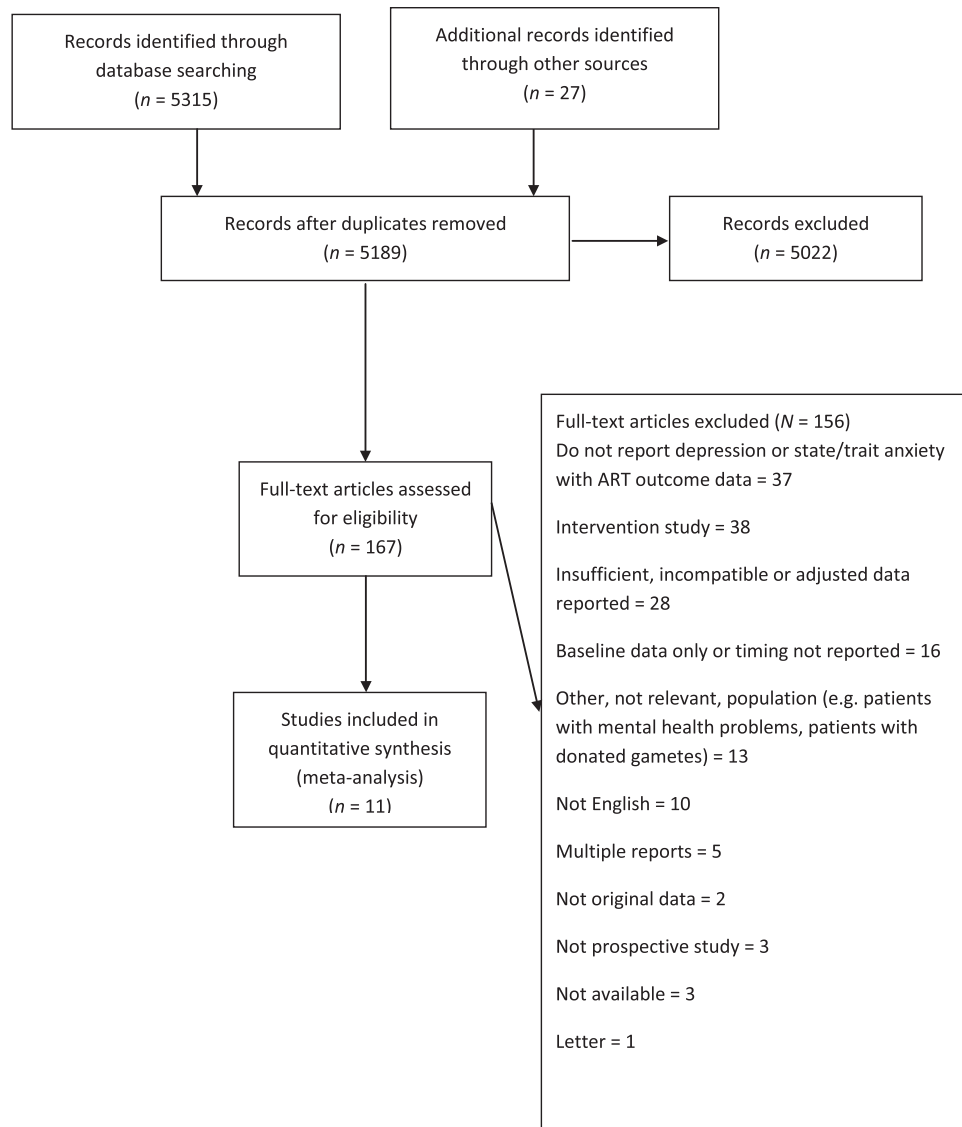 Records identified through
database searching
(n = 5315)
Additional records identified
through other sources
(n = 27)
Records after duplicates removed
(n = 5189)
Records excluded
(n = 5022)
Full-text articles assessed
for eligibility
(n = 167)
Full-text articles excluded (N = 156)
Do not report depression or state/trait anxiety
with ART outcome data = 37
Intervention study = 38
Insufficient, incompatible or adjusted data
reported = 28
Baseline data only or timing not reported = 16
Other, not relevant, population (e.g. patients
with mental health problems, patients with
donated gametes) = 13
Not English = 10
Multiple reports = 5
Not original data = 2
Not prospective study = 3
Not available = 3
Letter = 1
Studies included in
quantitative synthesis
(meta-analysis)
(n = 11)